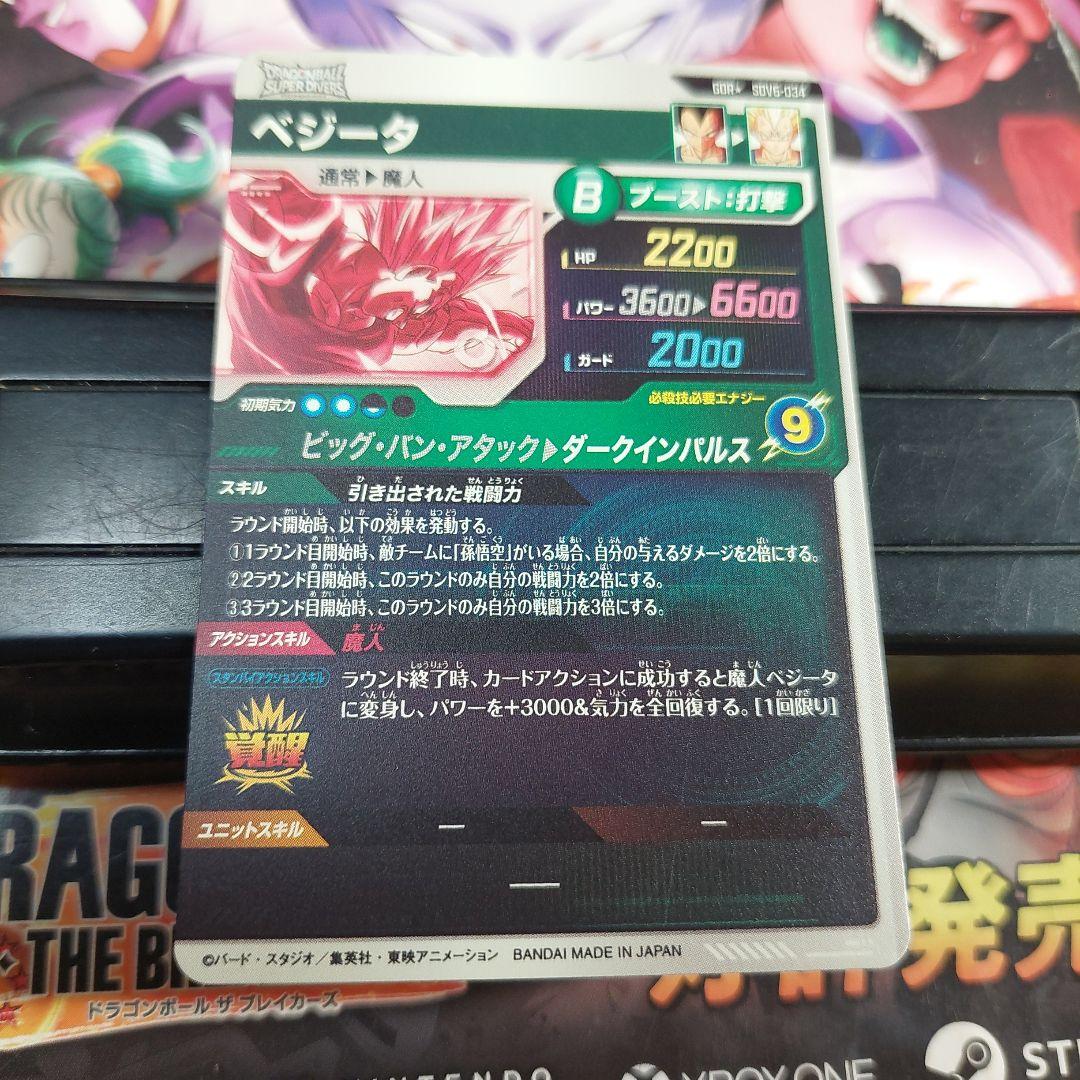 DRAGONBALL
SUPER DIVERS
GDR★ SDV6-034
ベジータ
通常▶魔人
B ブースト:打撃
HP 2200
パワー 3600▶6600
ガード 2000
初期気力
必殺技必要エナジー
9
ビッグ・バン・アタック▶ダークインパルス
スキル 引き出された戦闘力
ラウンド開始時、以下の効果を発動する。
①1ラウンド目開始時、敵チームに「孫悟空」がいる場合、自分の与えるダメージを2倍にする。
②2ラウンド目開始時、このラウンドのみ自分の戦闘力を2倍にする。
③3ラウンド目開始時、このラウンドのみ自分の戦闘力を3倍にする。
アクションスキル 魔人
スタンバイアクションスキル
ラウンド終了時、カードアクションに成功すると魔人ベジータ
に変身し、パワーを+3000&気力を全回復する。[1回限り]
覚醒
ユニットスキル ― ―
―
©バード・スタジオ/集英社・東映アニメーション BANDAI MADE IN JAPAN
RAG
THE B
ドラゴンボール ザ ブレイカーズ
発売
NINTENDO
XBOX ONE
STE